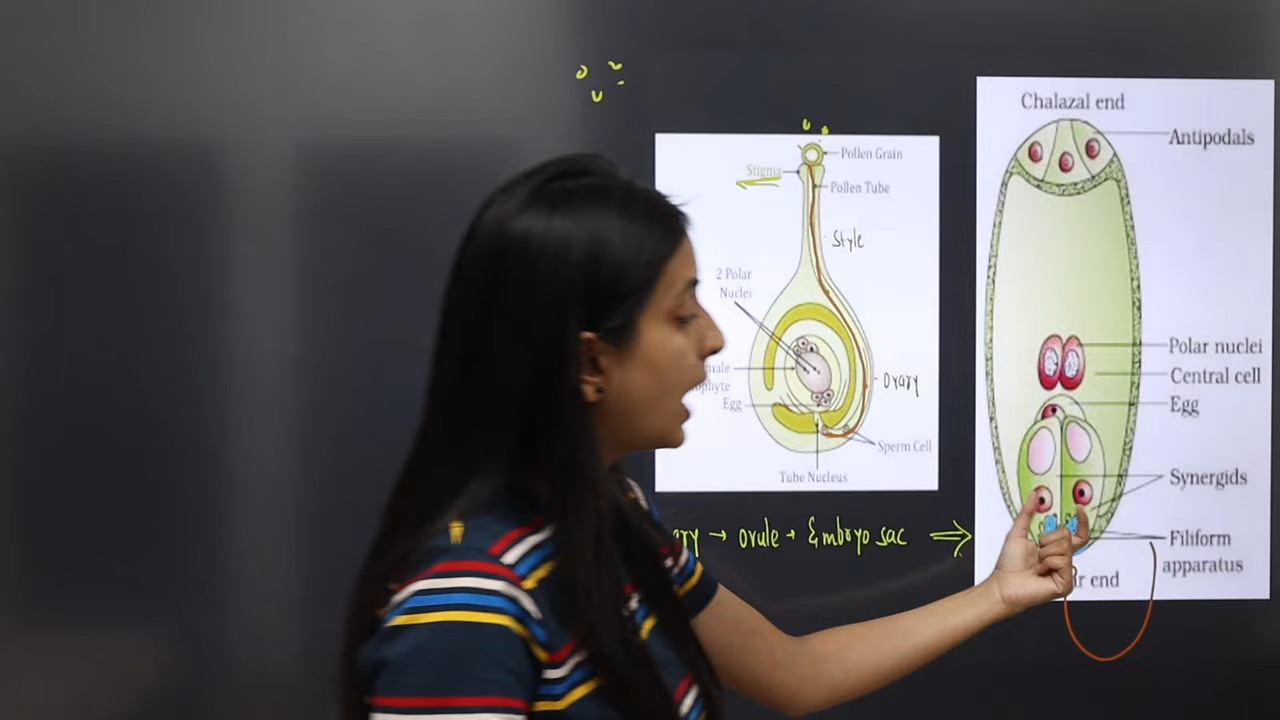 Pollen Grain
Stigma
Pollen Tube
Style
2 Polar
Nuclei
Ovary
Egg
Sperm Cell
Tube Nucleus
→ ovule → Embryo sac ⇒
Chalazal end
Antipodals
Polar nuclei
Central cell
Egg
Synergids
Filiform
apparatus
end